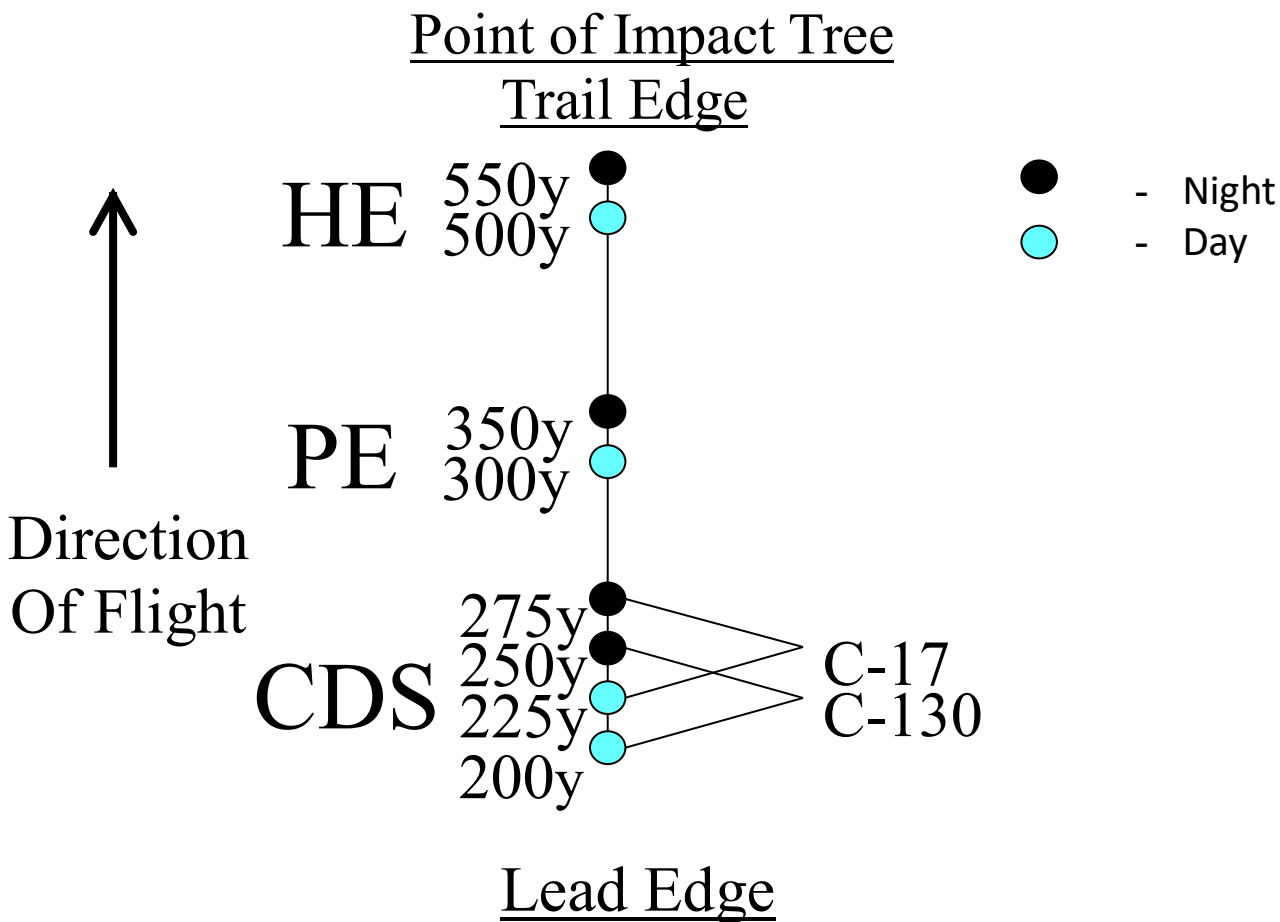 Point of Impact Tree
Trail Edge
HE
550y
500y
- Night
- Day
PE
350y
300y
Direction
Of Flight
CDS
275y
250y
225y
200y
C-17
C-130
Lead Edge